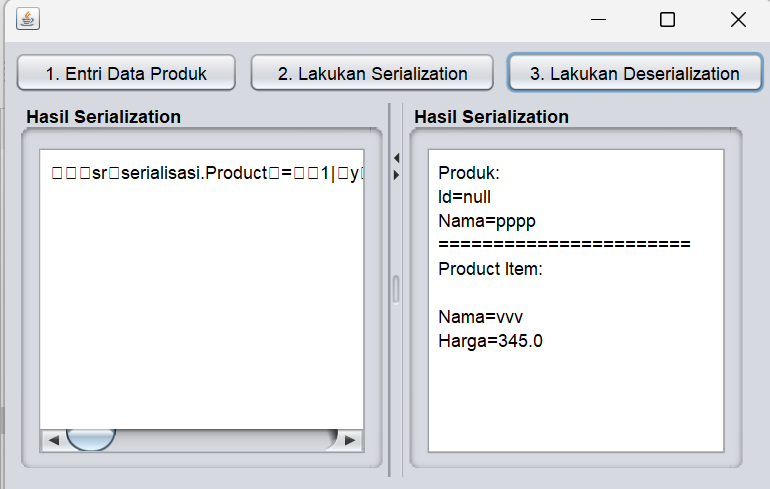 1. Entri Data Produk
2. Lakukan Serialization
3. Lakukan Deserialization
Hasil Serialization
□□□sr□serialisasi.Product□=□□1|□y□
Hasil Serialization
Produk:
Id=null
Nama=pppp
=======================
Product Item:
Nama=vvv
Harga=345.0